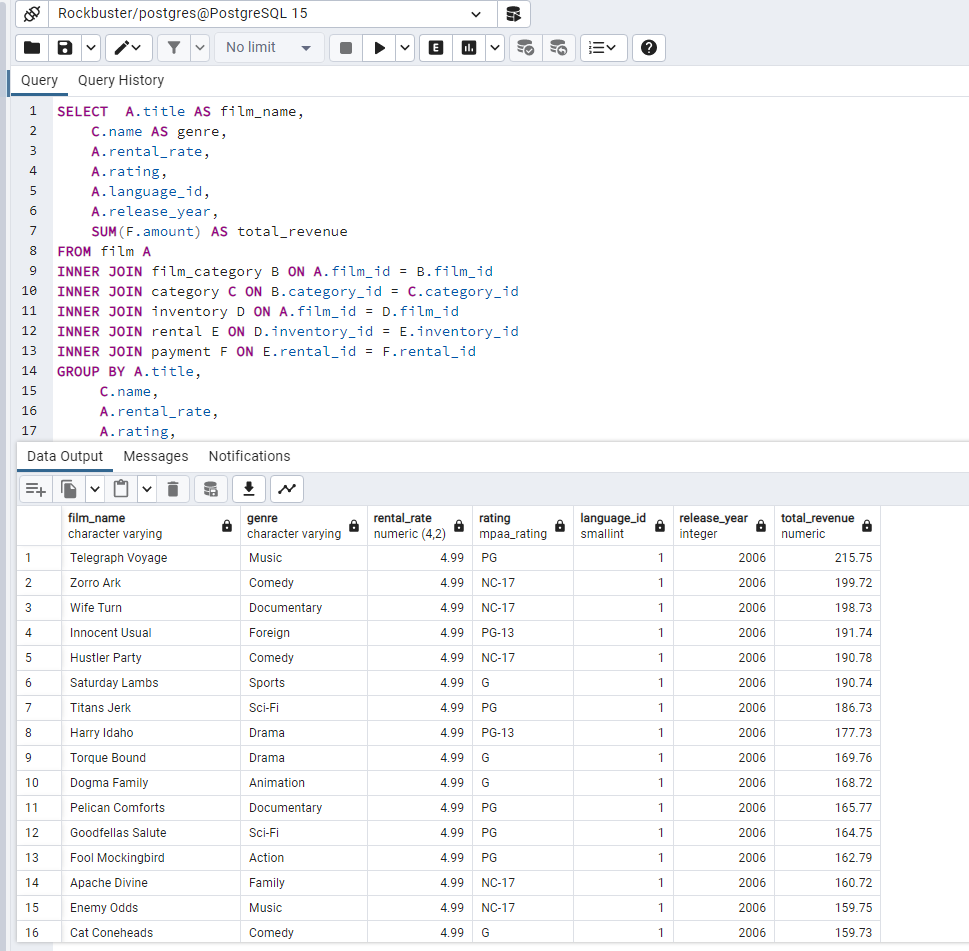 Rockbuster/postgres@PostgreSQL 15
No limit
E
Query Query History
1 SELECT A.title AS film_name,
2 C.name AS genre,
3 A.rental_rate,
4 A.rating,
5 A.language_id,
6 A.release_year,
7 SUM(F.amount) AS total_revenue
8 FROM film A
9 INNER JOIN film_category B ON A.film_id = B.film_id
10 INNER JOIN category C ON B.category_id = C.category_id
11 INNER JOIN inventory D ON A.film_id = D.film_id
12 INNER JOIN rental E ON D.inventory_id = E.inventory_id
13 INNER JOIN payment F ON E.rental_id = F.rental_id
14 GROUP BY A.title,
15 C.name,
16 A.rental_rate,
17 A.rating,
Data Output Messages Notifications
film_name genre rental_rate rating language_id release_year total_revenue
character varying character varying numeric (4,2) mpaa_rating smallint integer numeric
1 Telegraph Voyage Music 4.99 PG 1 2006 215.75
2 Zorro Ark Comedy 4.99 NC-17 1 2006 199.72
3 Wife Turn Documentary 4.99 NC-17 1 2006 198.73
4 Innocent Usual Foreign 4.99 PG-13 1 2006 191.74
5 Hustler Party Comedy 4.99 NC-17 1 2006 190.78
6 Saturday Lambs Sports 4.99 G 1 2006 190.74
7 Titans Jerk Sci-Fi 4.99 PG 1 2006 186.73
8 Harry Idaho Drama 4.99 PG-13 1 2006 177.73
9 Torque Bound Drama 4.99 G 1 2006 169.76
10 Dogma Family Animation 4.99 G 1 2006 168.72
11 Pelican Comforts Documentary 4.99 PG 1 2006 165.77
12 Goodfellas Salute Sci-Fi 4.99 PG 1 2006 164.75
13 Fool Mockingbird Action 4.99 PG 1 2006 162.79
14 Apache Divine Family 4.99 NC-17 1 2006 160.72
15 Enemy Odds Music 4.99 NC-17 1 2006 159.75
16 Cat Coneheads Comedy 4.99 G 1 2006 159.73